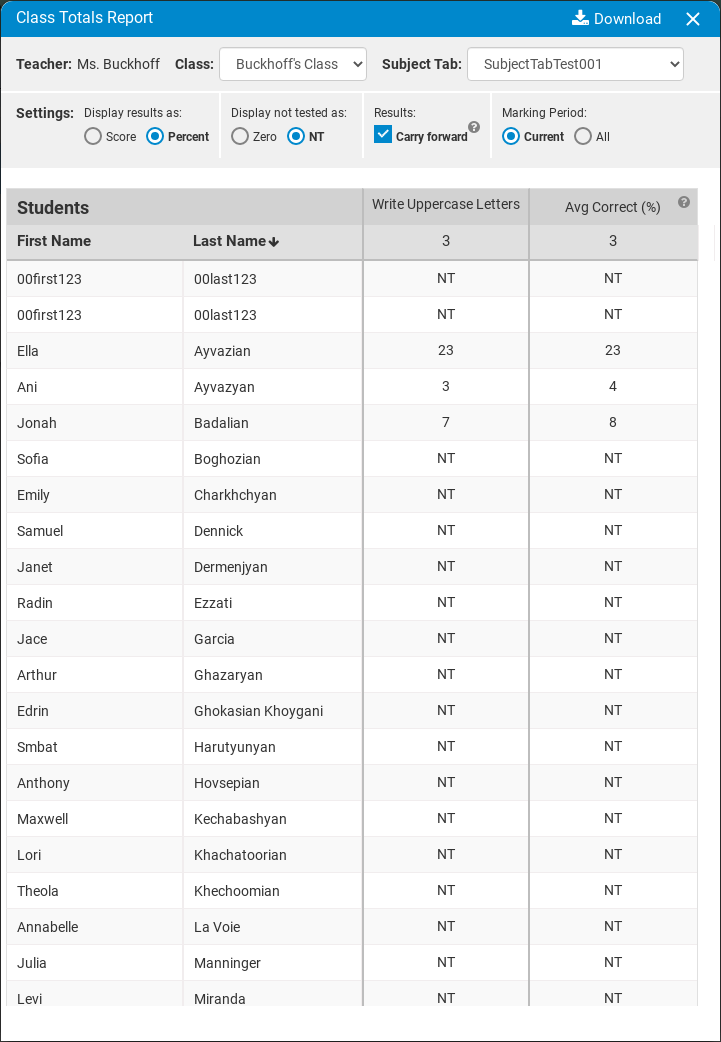 Class Totals Report Download
Teacher: Ms. Buckhoff Class: Buckhoff's Class Subject Tab: SubjectTabTest001
Settings: Display results as: Display not tested as: Results: Marking Period:
Score Percent Zero NT Carry forward ? Current All
Students Write Uppercase Letters Avg Correct (%) ?
First Name Last Name 3 3
00first123 00last123 NT NT
00first123 00last123 NT NT
Ella Ayvazian 23 23
Ani Ayvazyan 3 4
Jonah Badalian 7 8
Sofia Boghozian NT NT
Emily Charkhchyan NT NT
Samuel Dennick NT NT
Janet Dermenjyan NT NT
Radin Ezzati NT NT
Jace Garcia NT NT
Arthur Ghazaryan NT NT
Edrin Ghokasian Khoygani NT NT
Smbat Harutyunyan NT NT
Anthony Hovsepian NT NT
Maxwell Kechabashyan NT NT
Lori Khachatoorian NT NT
Theola Khechoomian NT NT
Annabelle La Voie NT NT
Julia Manninger NT NT
Levi Miranda NT NT